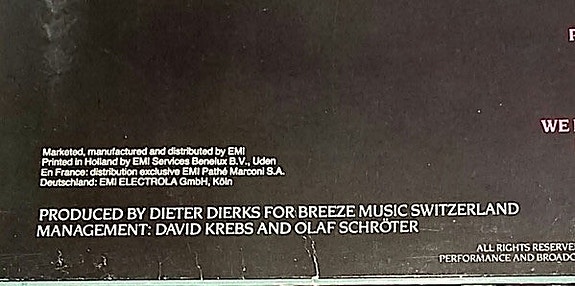 WE
Marketed, manufactured and distributed by EMI
Printed in Holland by EMI Services Benelux B.V., Uden
En France: distribution exclusive EMI Pathé Marconi S.A.
Deutschland: EMI ELECTROLA GmbH, Köln
PRODUCED BY DIETER DIERKS FOR BREEZE MUSIC SWITZERLAND
MANAGEMENT: DAVID KREBS AND OLAF SCHRÖTER
ALL RIGHTS
PERFORMANCE AND